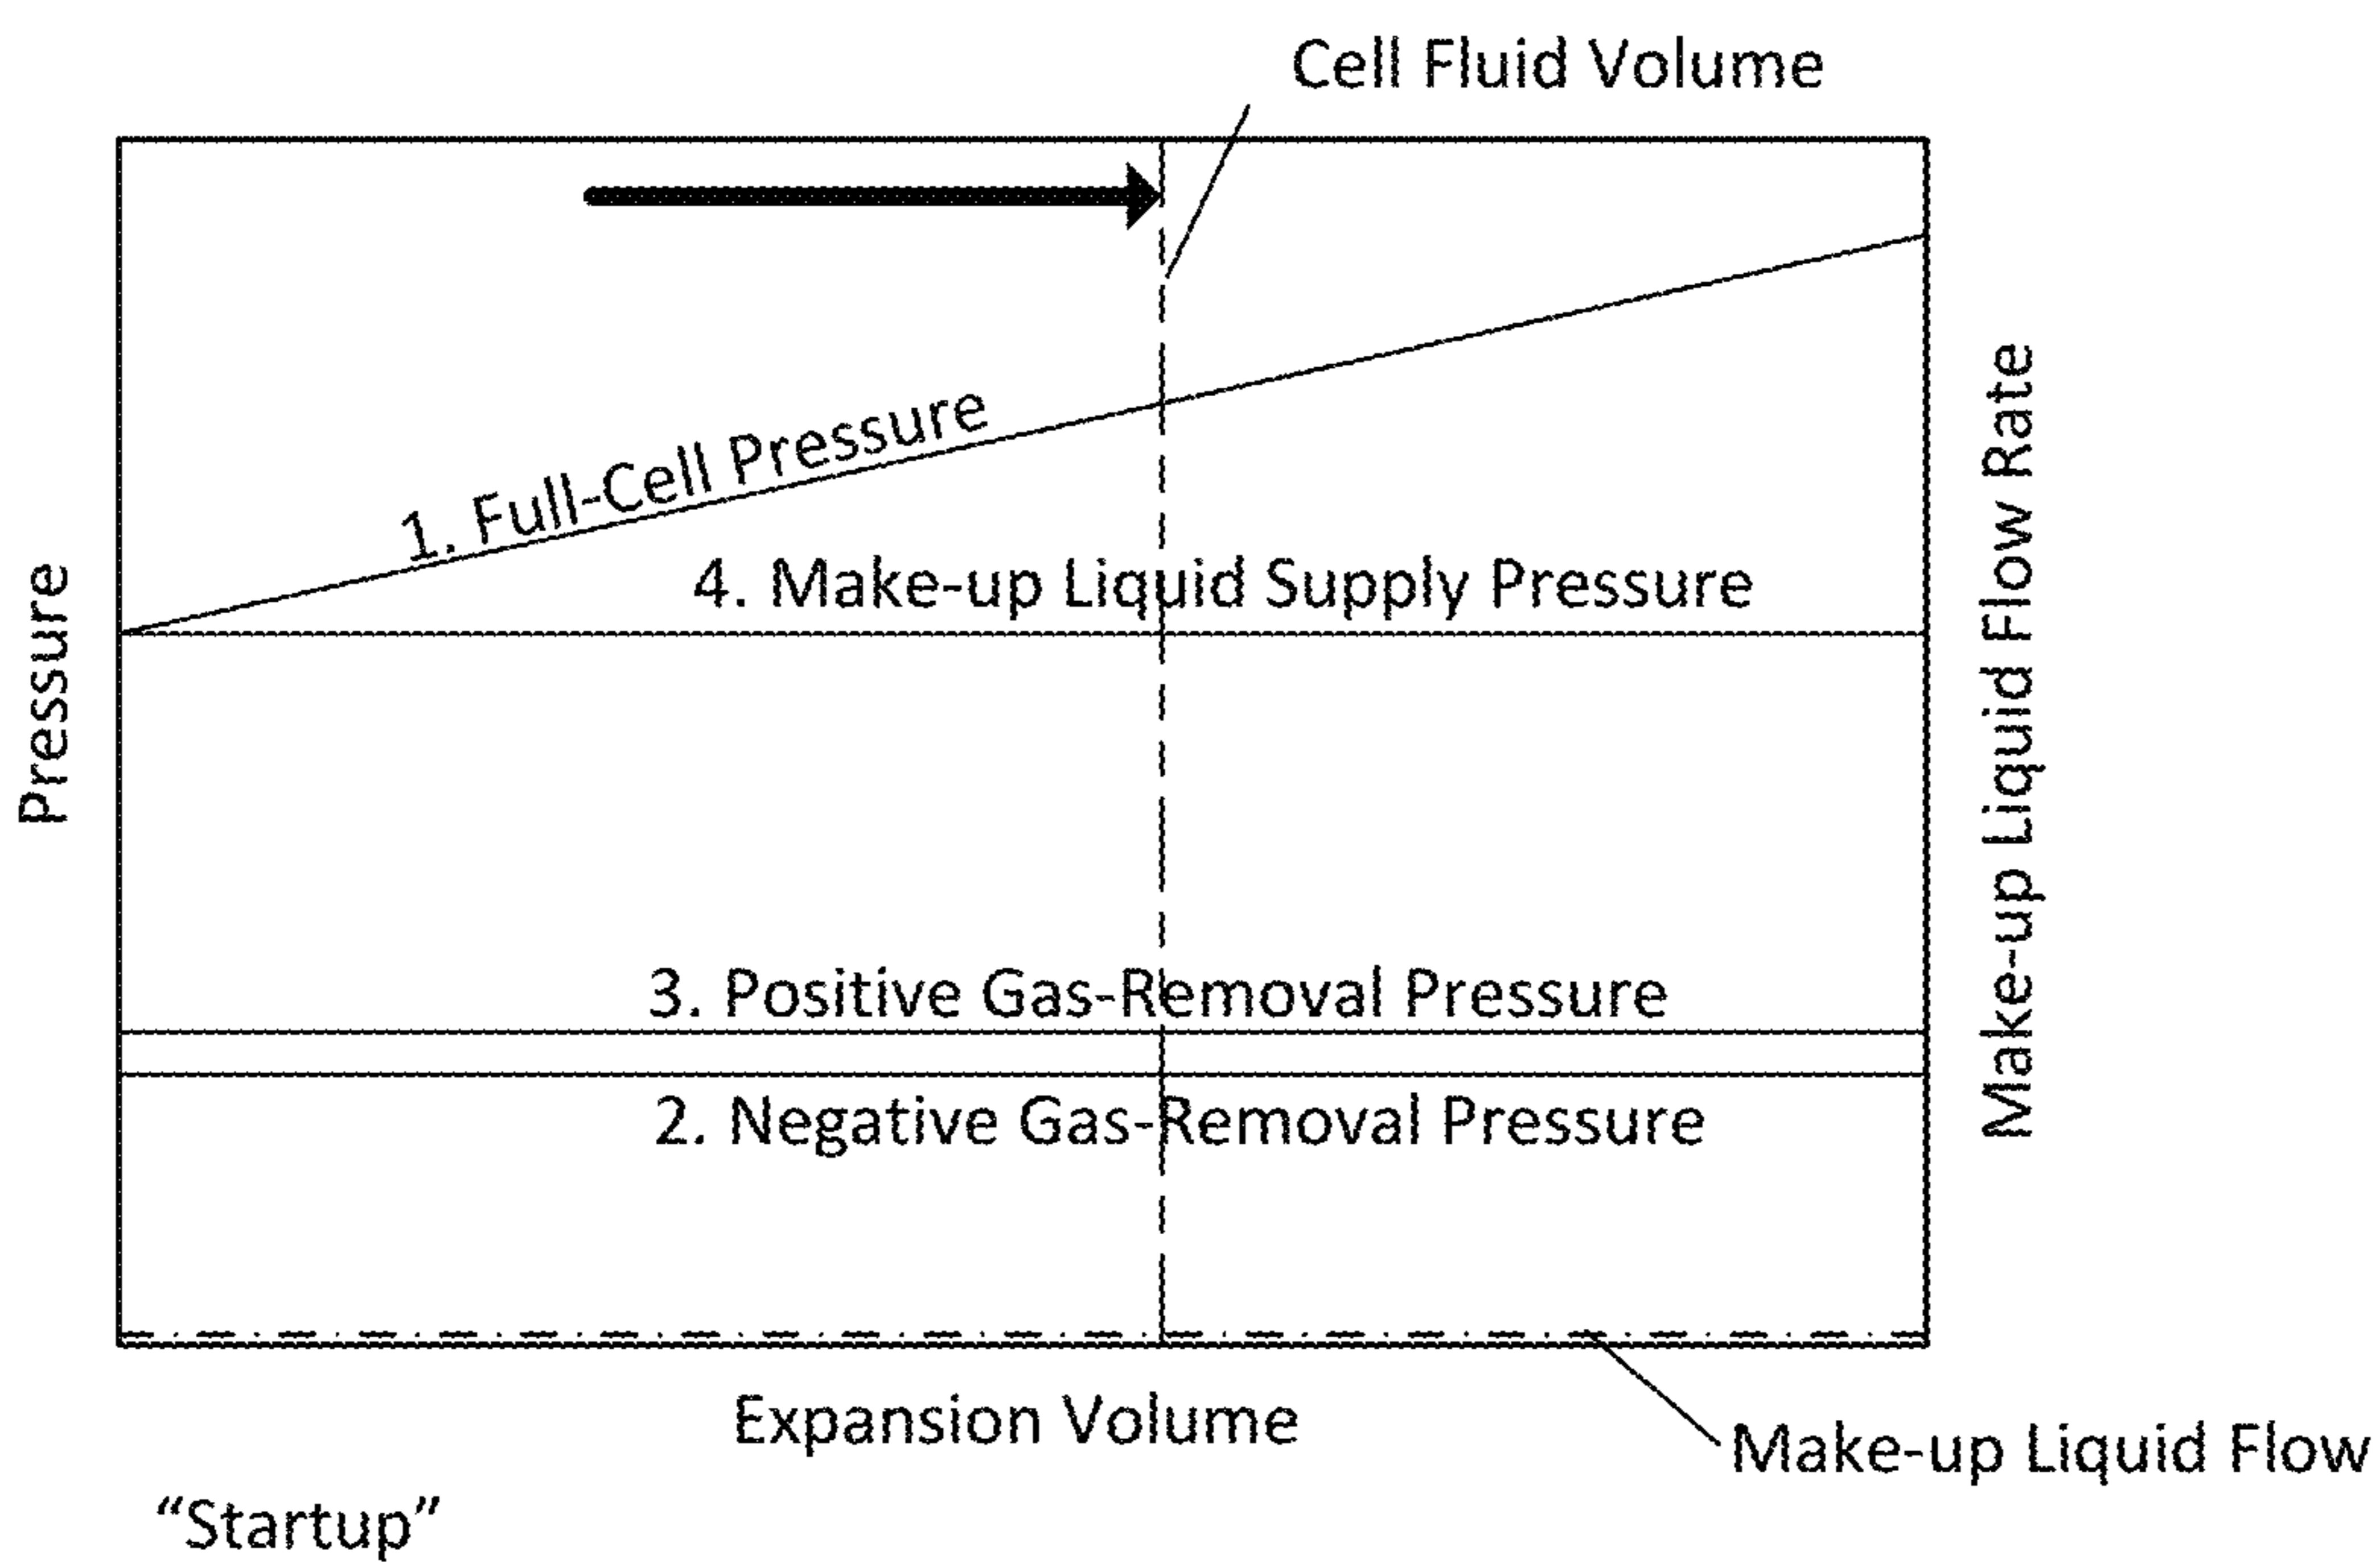 Cell Fluid Volume
1. Full-Cell Pressure
4. Make-up Liquid Supply Pressure
Pressure
Make-up Liquid Flow Rate
3. Positive Gas-Removal Pressure
2. Negative Gas-Removal Pressure
Expansion Volume
Make-up Liquid Flow
“Startup”